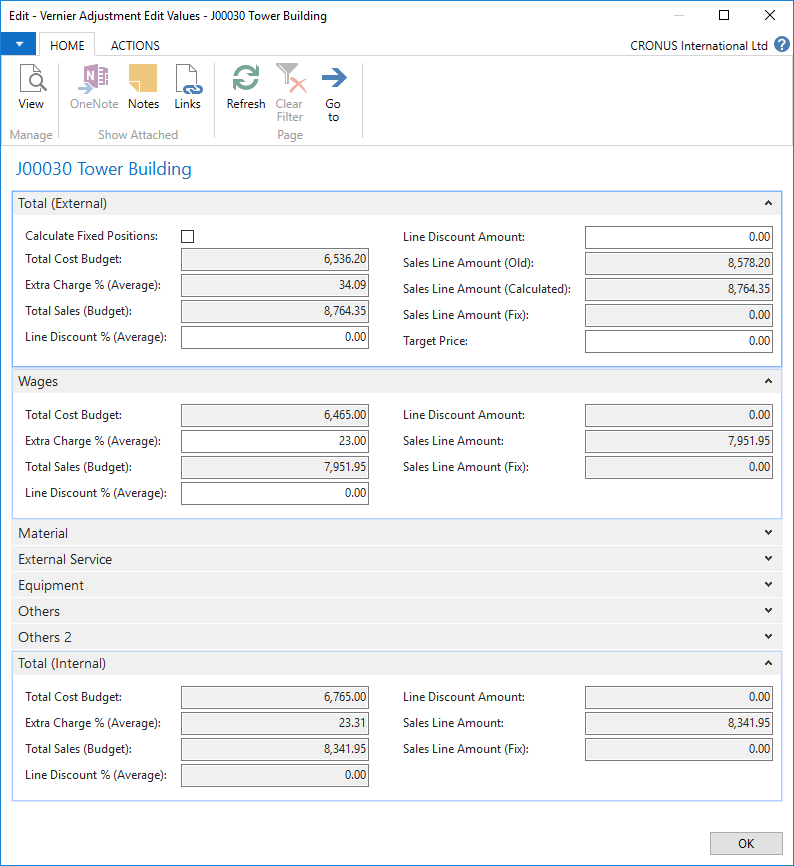 Edit - Vernier Adjustment Edit Values - J00030 Tower Building
HOME ACTIONS CRONUS International Ltd ?
View OneNote Notes Links Refresh Clear Filter Go to
Manage Show Attached Page
J00030 Tower Building
Total (External)
Calculate Fixed Positions: Line Discount Amount: 0.00
Total Cost Budget: 6,536.20 Sales Line Amount (Old): 8,578.20
Extra Charge % (Average): 34.09 Sales Line Amount (Calculated): 8,764.35
Total Sales (Budget): 8,764.35 Sales Line Amount (Fix): 0.00
Line Discount % (Average): 0.00 Target Price: 0.00
Wages
Total Cost Budget: 6,465.00 Line Discount Amount: 0.00
Extra Charge % (Average): 23.00 Sales Line Amount: 7,951.95
Total Sales (Budget): 7,951.95 Sales Line Amount (Fix): 0.00
Line Discount % (Average): 0.00
Material
External Service
Equipment
Others
Others 2
Total (Internal)
Total Cost Budget: 6,765.00 Line Discount Amount: 0.00
Extra Charge % (Average): 23.31 Sales Line Amount: 8,341.95
Total Sales (Budget): 8,341.95 Sales Line Amount (Fix): 0.00
Line Discount % (Average): 0.00
OK